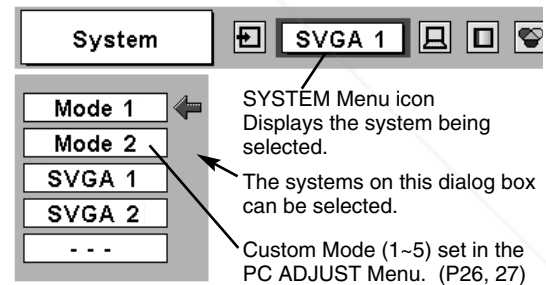 System
SVGA 1
Mode 1
Mode 2
SVGA 1
SVGA 2
- - -
SYSTEM Menu icon
Displays the system being
selected.
The systems on this dialog box
can be selected.
Custom Mode (1~5) set in the
PC ADJUST Menu. (P26, 27)